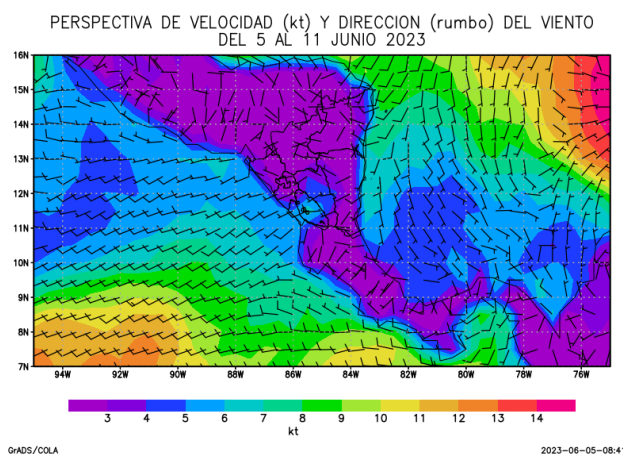 PERSPECTIVA DE VELOCIDAD (kt) Y DIRECCION (rumbo) DEL VIENTO
DEL 5 AL 11 JUNIO 2023
16N
15N
14N
13N
12N
11N
10N
9N
8N
7N
94W 92W 90W 88W 86W 84W 82W 80W 78W 76W
3 4 5 6 7 8 9 10 11 12 13 14
kt
GrADS/COLA
2023-06-05-08:41